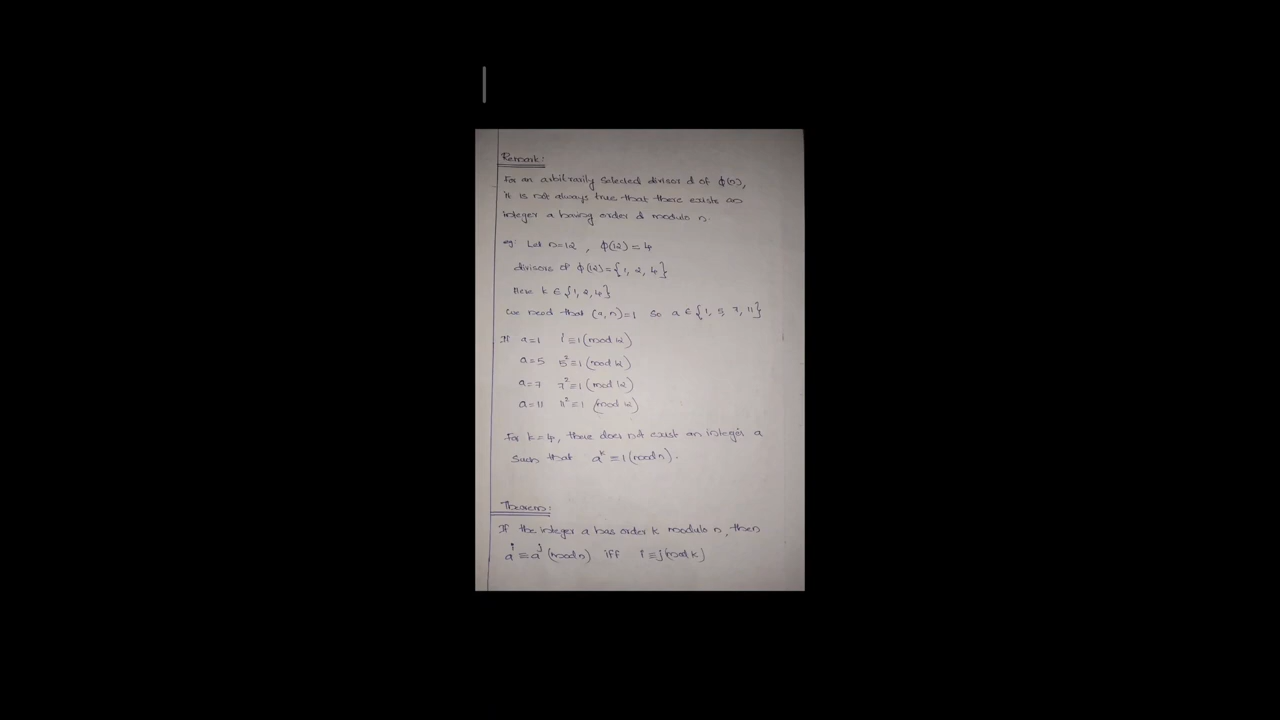 Remark:
For an arbitrarily selected divisor d of ϕ(n),
it is not always true that there exists an
integer a having order d modulo n.
eg: Let n=12 , ϕ(12) = 4
divisors of ϕ(12) = {1, 2, 4}
Here k ∈ {1, 2, 4}
We need that (a, n)=1 so a ∈ {1, 5, 7, 11}
If a=1 1¹ ≡ 1 (mod 12)
a=5 5² ≡ 1 (mod 12)
a=7 7² ≡ 1 (mod 12)
a=11 11² ≡ 1 (mod 12)
For k=4, there does not exist an integer a
such that aᵏ ≡ 1 (mod n).
Theorem:
If the integer a has order k modulo n, then
aⁱ ≡ aʲ (mod n) iff i ≡ j (mod k)